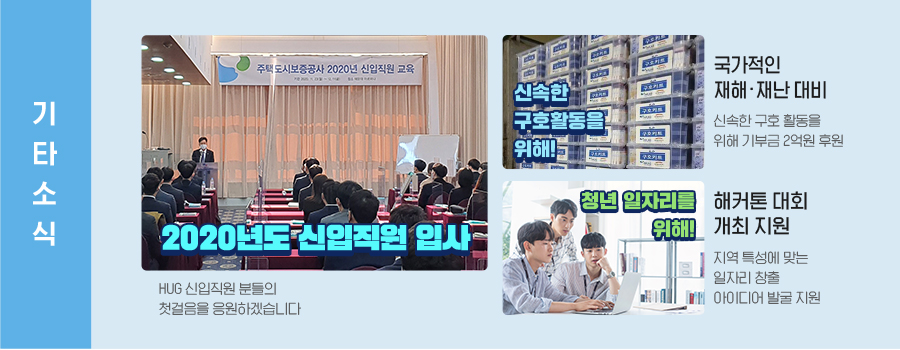 기타소식
주택도시보증공사 2020년 신입직원 교육
2020년도 신입직원 입사
HUG 신입직원 분들의
첫걸음을 응원하겠습니다
신속한
구호활동을
위해!
구호키트
국가적인
재해·재난 대비
신속한 구호 활동을
위해 기부금 2억원 후원
청년 일자리를
위해!
해커톤 대회
개최 지원
지역 특성에 맞는
일자리 창출
아이디어 발굴 지원